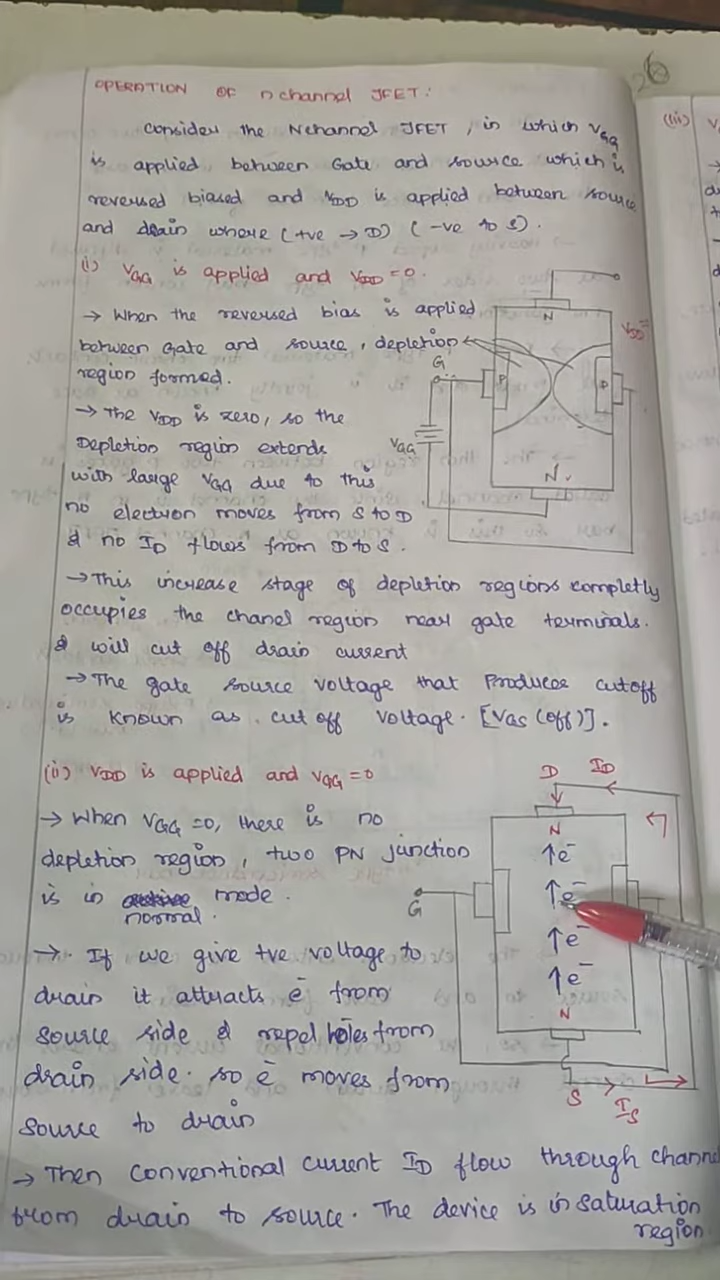 OPERATION OF n channel JFET:
Consider the Nchannel JFET, in which VGG
is applied between Gate and source which is
reversed biased and VDD is applied between source
and drain where (+ve → D) (-ve to S).
(i) VGG is applied and VDD = 0.
→ When the reversed bias is applied
between Gate and source, depletion
region formed.
→ The VDD is zero, so the
Depletion region extends
with large VGG due to this
no electron moves from S to D
& no ID flows from D to S.
N
VDD
G
P
P
VGG
N
→ This increase stage of depletion regions completly
occupies the chanel region near gate terminals.
& will cut off drain current
→ The gate source voltage that Produces cutoff
is known as cut off voltage. [VGS (off)].
(ii) VDD is applied and VGG = 0
→ When VGG = 0, there is no
depletion region, two PN junction
is in mode.
normal.
→ If we give +ve voltage to
drain it attracts e⁻ from
source side & repel holes from
drain side. so e⁻ moves from
source to drain
D ID
N
↑e⁻
↑e⁻
G
↑e⁻
↑e⁻
N
S → IS
→ Then conventional current ID flow through channel
from drain to source. The device is in saturation
region
(iii) V